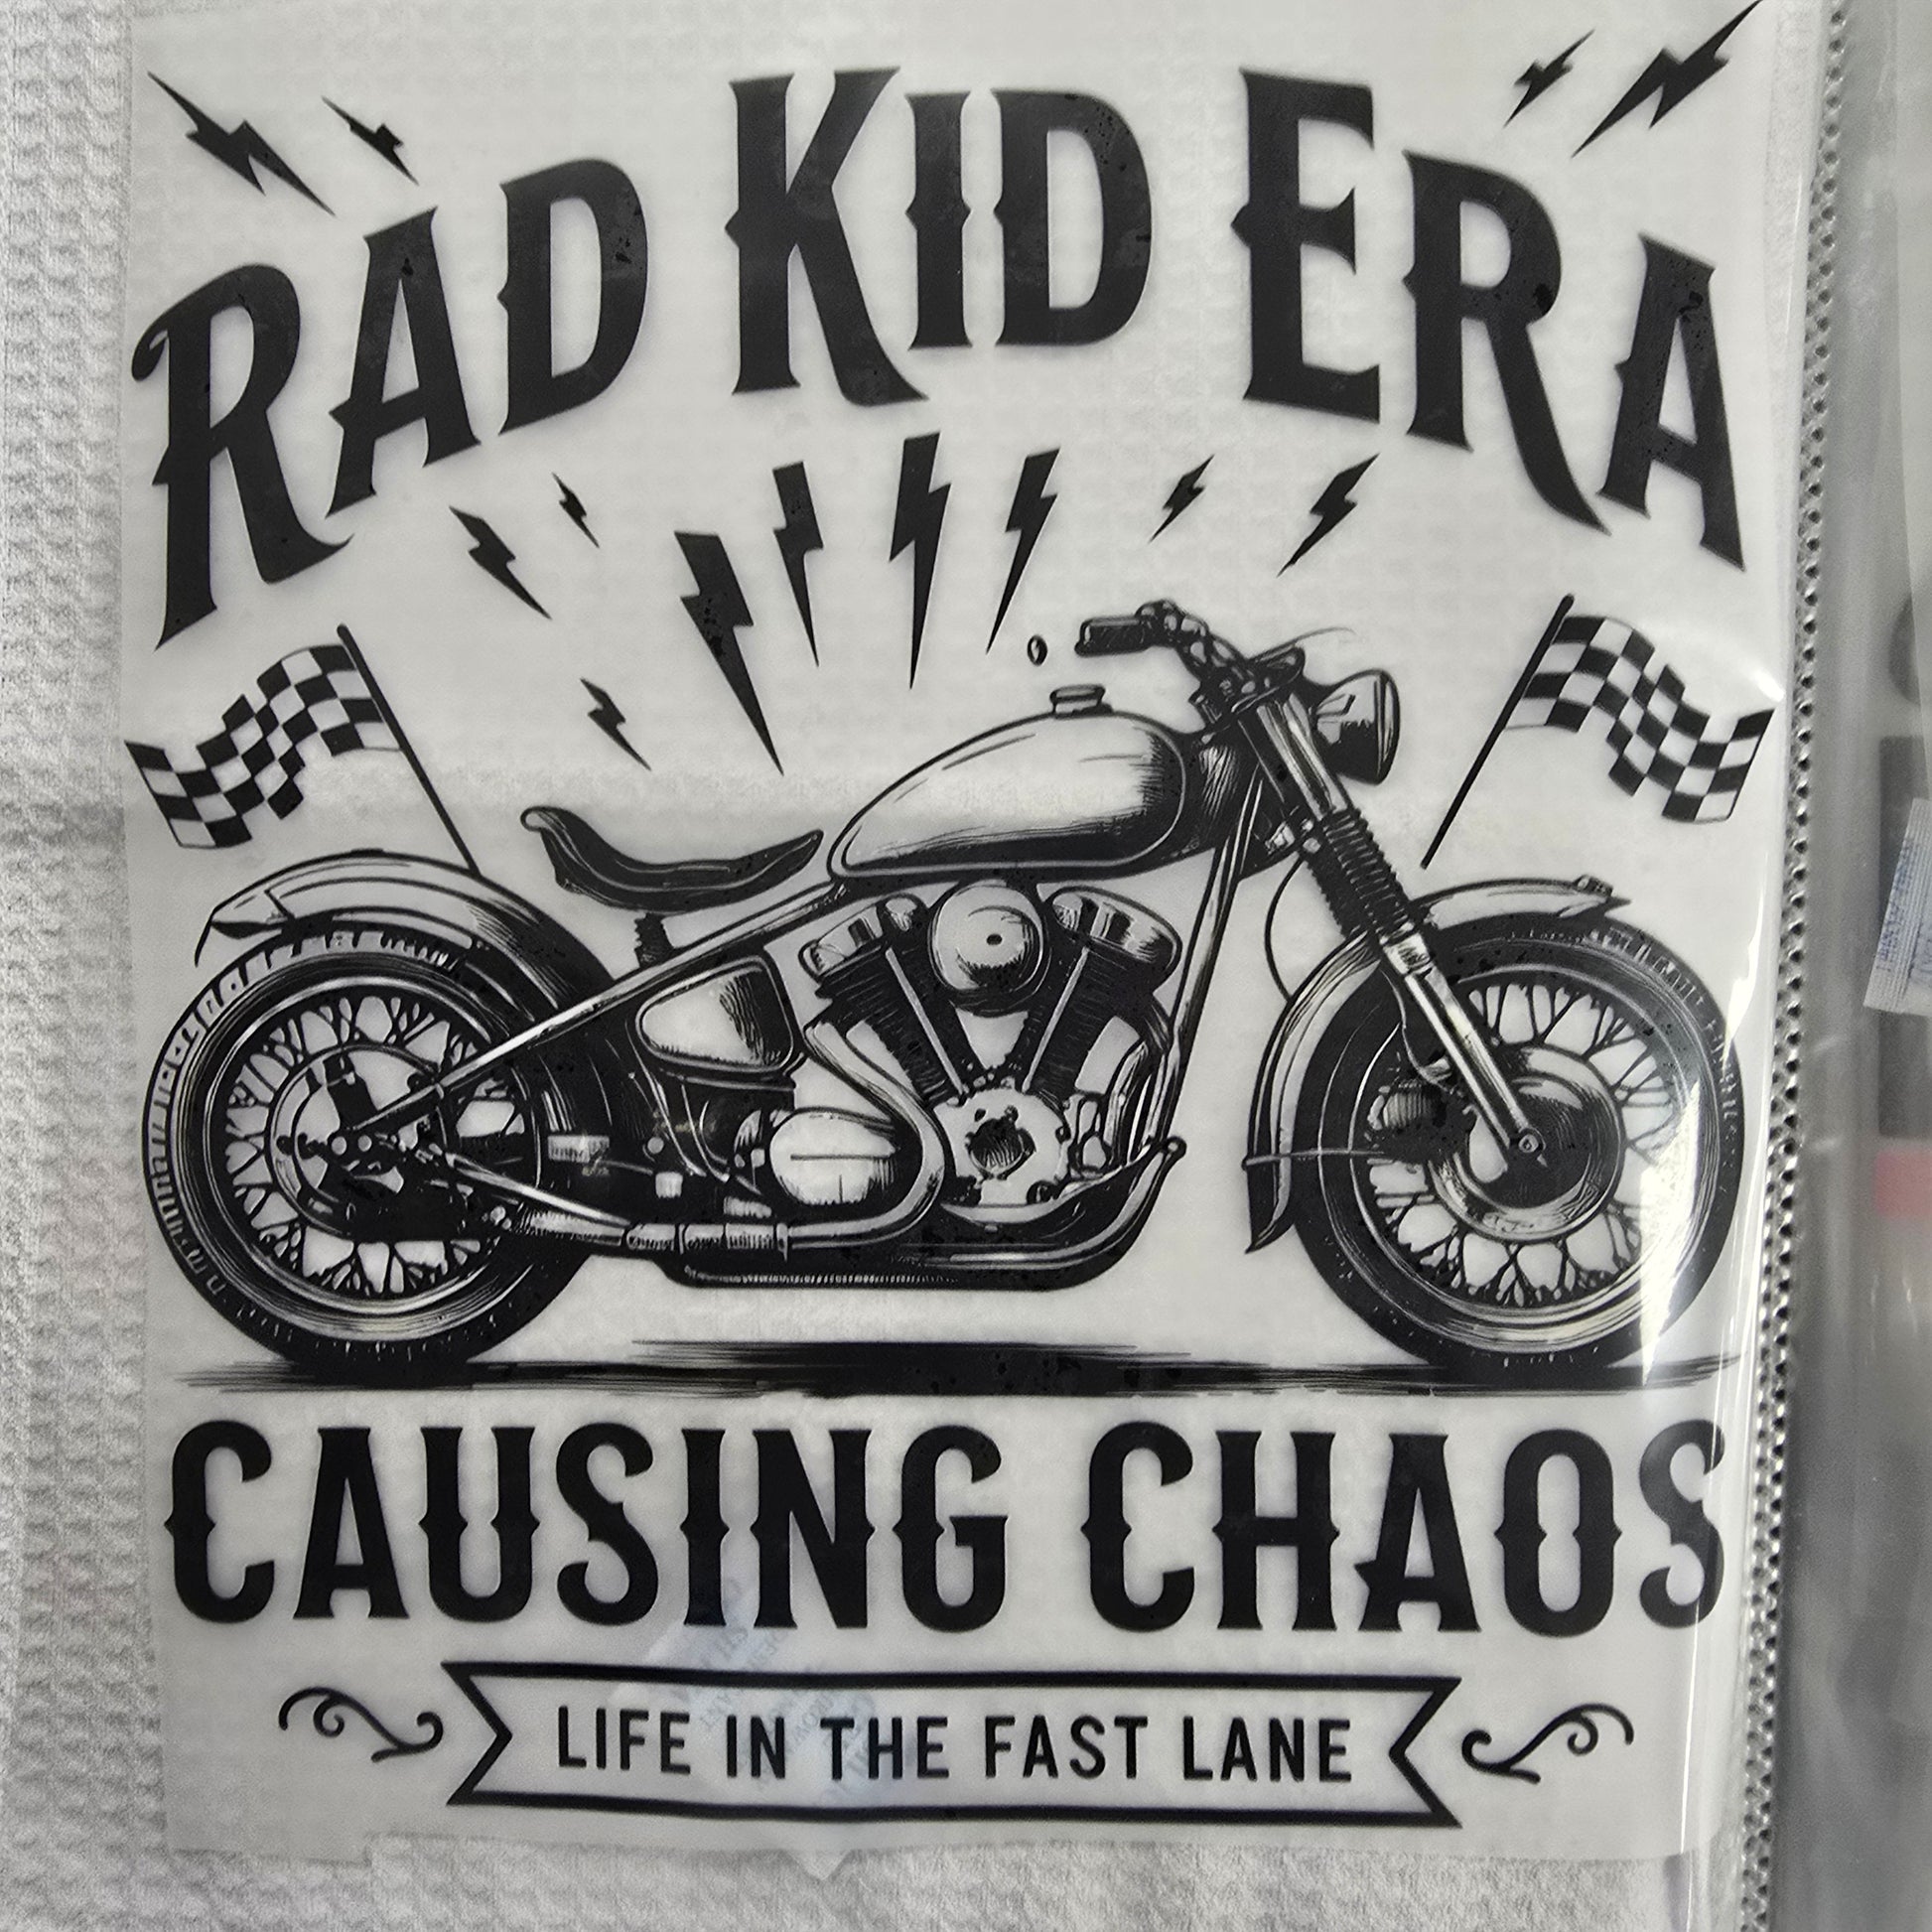 RAD KID ERA
CAUSING CHAOS
LIFE IN THE FAST LANE